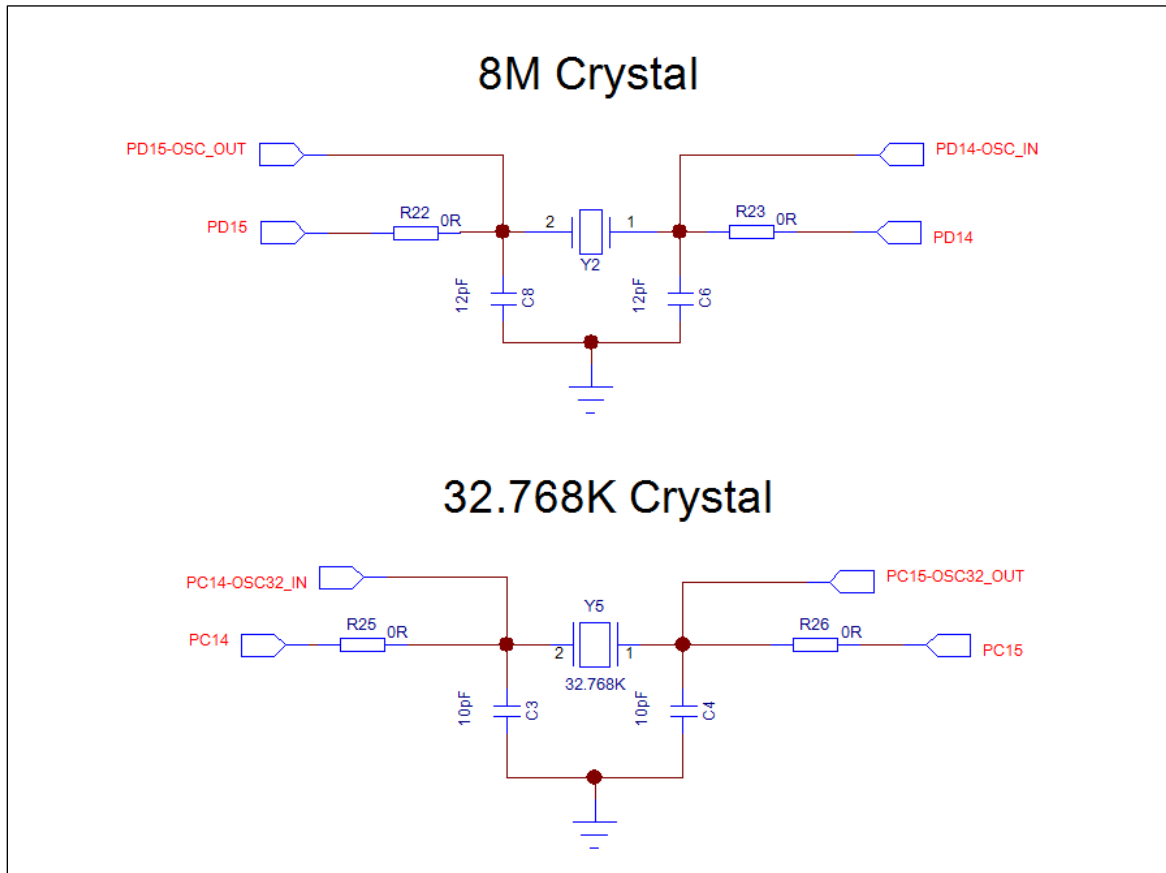 8M Crystal
PD15-OSC_OUT
PD14-OSC_IN
PD15
R22
0R
2
1
R23
0R
PD14
Y2
12pF
C8
12pF
C6
32.768K Crystal
PC14-OSC32_IN
PC15-OSC32_OUT
PC14
R25
0R
Y5
2
1
32.768K
R26
0R
PC15
10pF
C3
10pF
C4